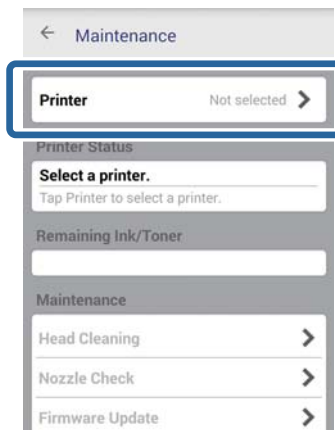 Maintenance
Printer Not selected
Printer Status
Select a printer.
Tap Printer to select a printer.
Remaining Ink/Toner
Maintenance
Head Cleaning
Nozzle Check
Firmware Update